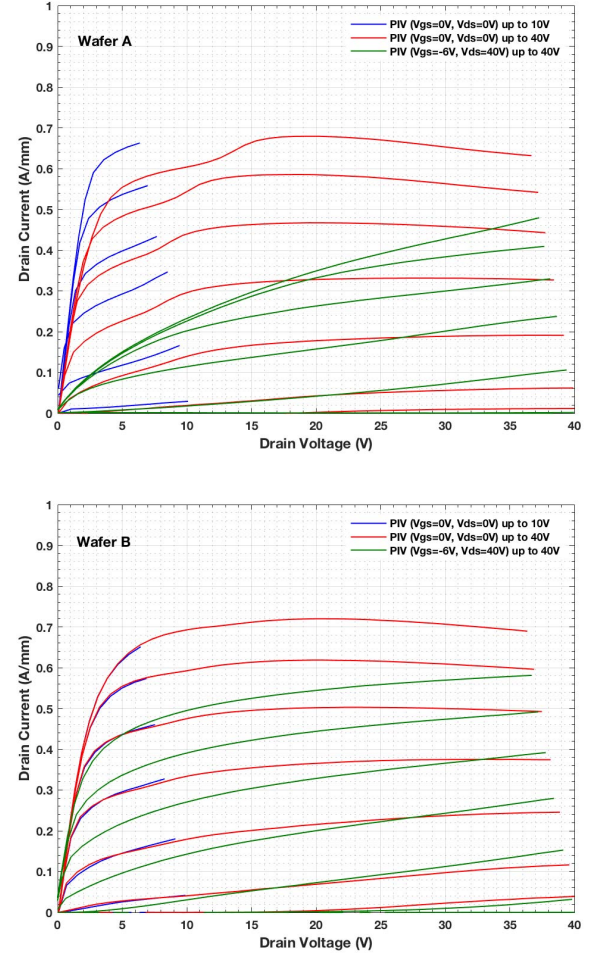 1
0.9
0.8
0.7
0.6
0.5
0.4
0.3
0.2
0.1
0
Drain Current (A/mm)
Wafer A
PIV (Vgs=0V, Vds=0V) up to 10V
PIV (Vgs=0V, Vds=0V) up to 40V
PIV (Vgs=-6V, Vds=40V) up to 40V
0 5 10 15 20 25 30 35 40
Drain Voltage (V)
1
0.9
0.8
0.7
0.6
0.5
0.4
0.3
0.2
0.1
0
Drain Current (A/mm)
Wafer B
PIV (Vgs=0V, Vds=0V) up to 10V
PIV (Vgs=0V, Vds=0V) up to 40V
PIV (Vgs=-6V, Vds=40V) up to 40V
0 5 10 15 20 25 30 35 40
Drain Voltage (V)